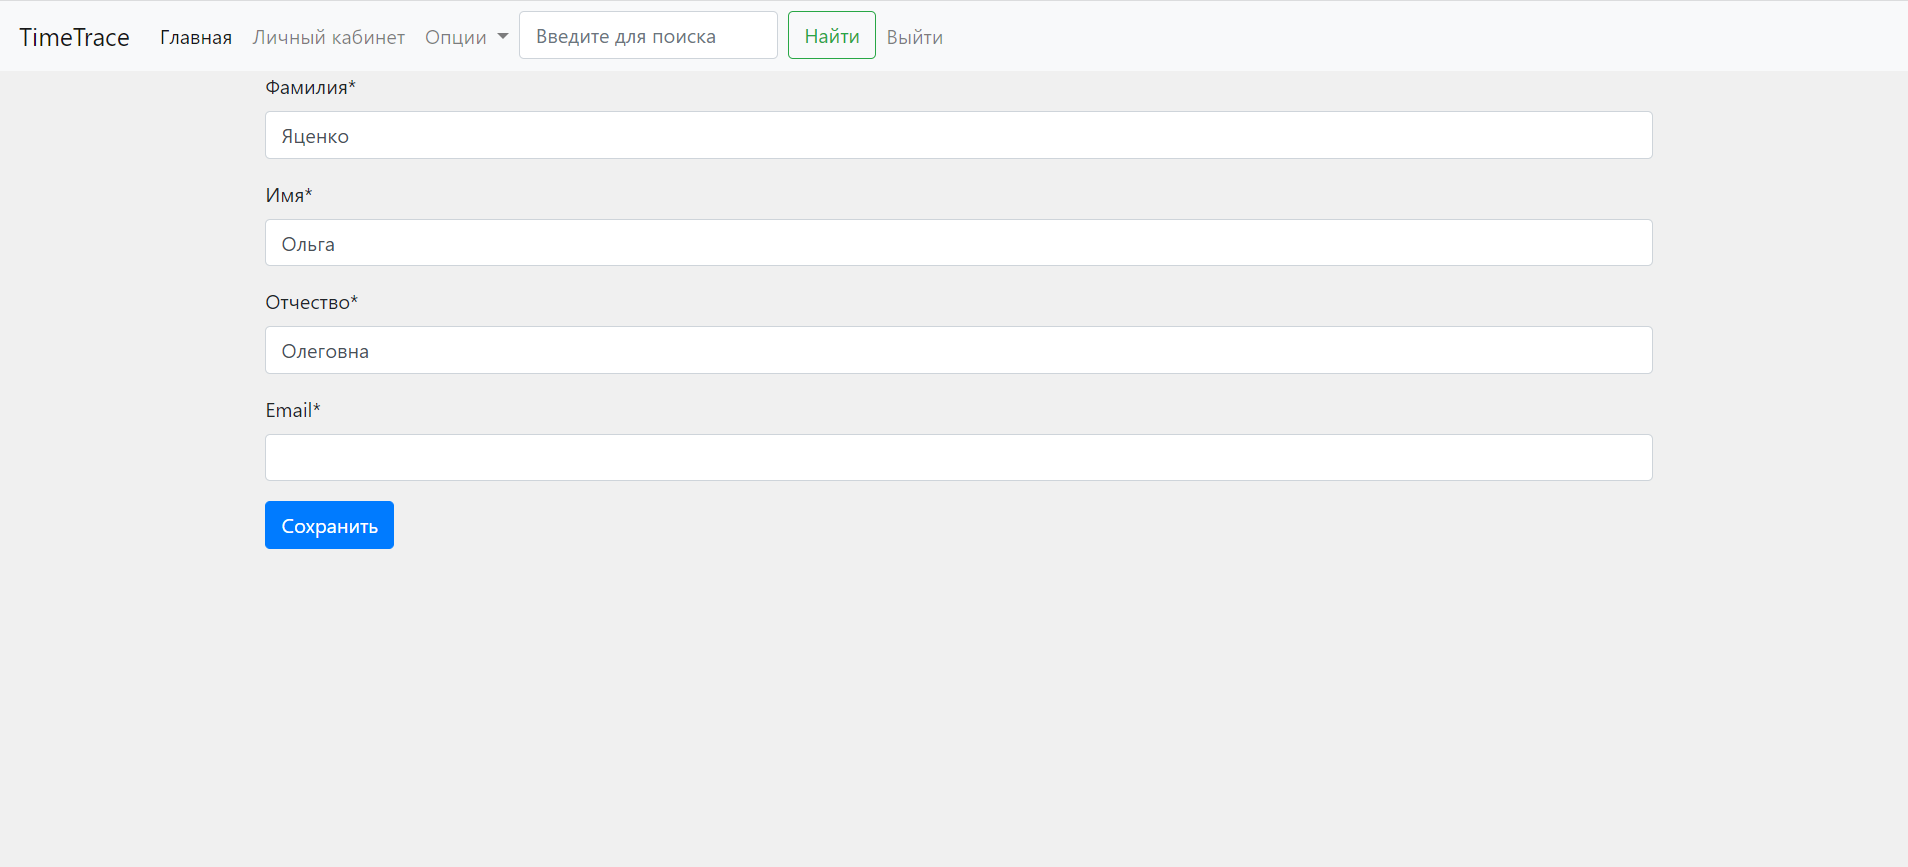 TimeTrace Главная Личный кабинет Опции Введите для поиска Найти Выйти
Фамилия*
Яценко
Имя*
Ольга
Отчество*
Олеговна
Email*
Сохранить